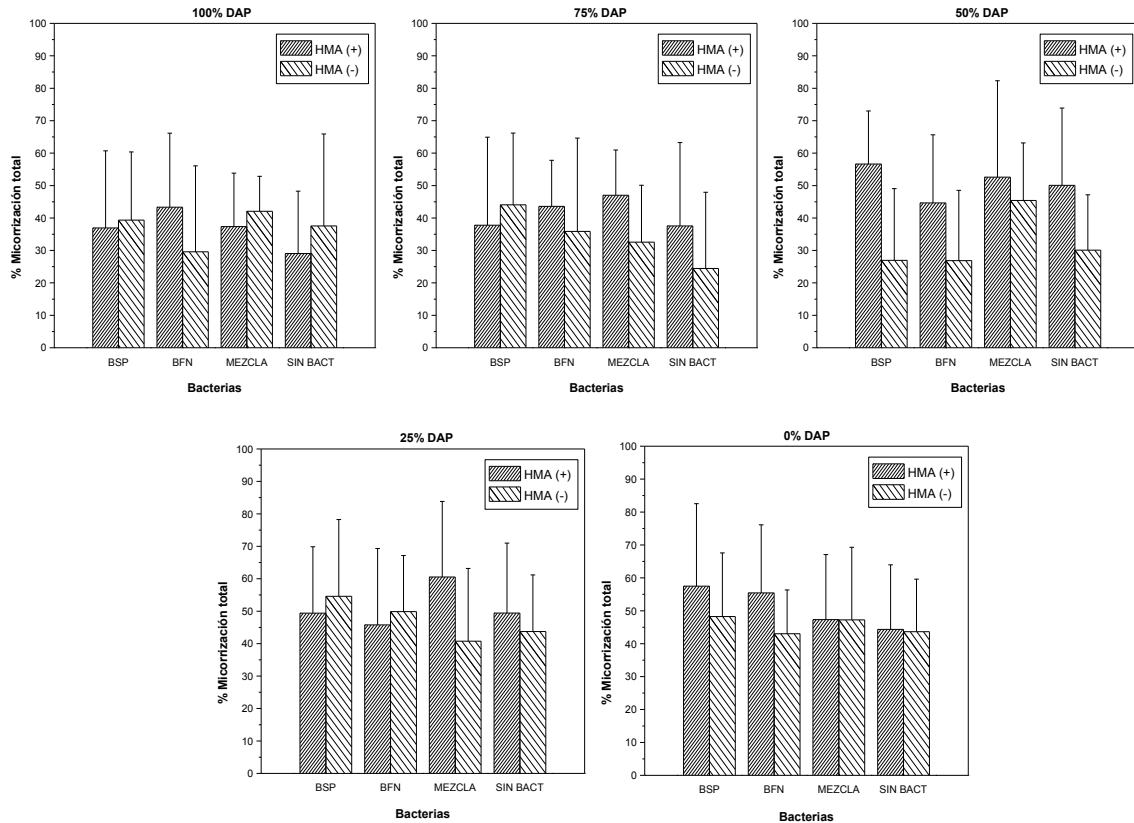 100% DAP
100
90
80
70
60
50
40
30
20
10
0
% Micorrización total
HMA (+)
HMA (-)
BSP BFN MEZCLA SIN BACT
Bacterias
75% DAP
100
90
80
70
60
50
40
30
20
10
0
% Micorrización total
HMA (+)
HMA (-)
BSP BFN MEZCLA SIN BACT
Bacterias
50% DAP
100
90
80
70
60
50
40
30
20
10
0
% Micorrización total
HMA (+)
HMA (-)
BSP BFN MEZCLA SIN BACT
Bacterias
25% DAP
100
90
80
70
60
50
40
30
20
10
0
% Micorrización total
HMA (+)
HMA (-)
BSP BFN MEZCLA SIN BACT
Bacterias
0% DAP
100
90
80
70
60
50
40
30
20
10
0
% Micorrización total
HMA (+)
HMA (-)
BSP BFN MEZCLA SIN BACT
Bacterias